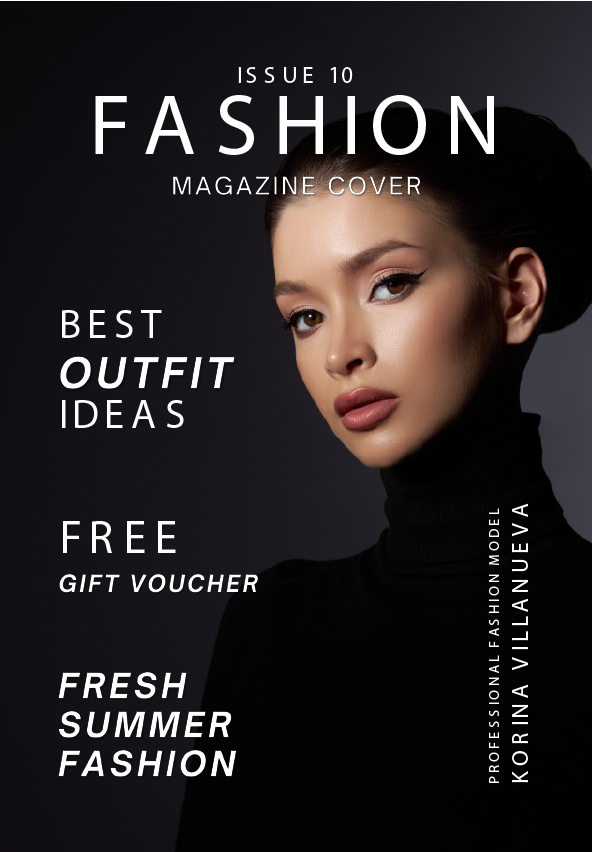 ISSUE 10
FASHION
MAGAZINE COVER
BEST
OUTFIT
IDEAS
FREE
GIFT VOUCHER
FRESH
SUMMER
FASHION
PROFESSIONAL FASHION MODEL
KORINA VILLANUEVA